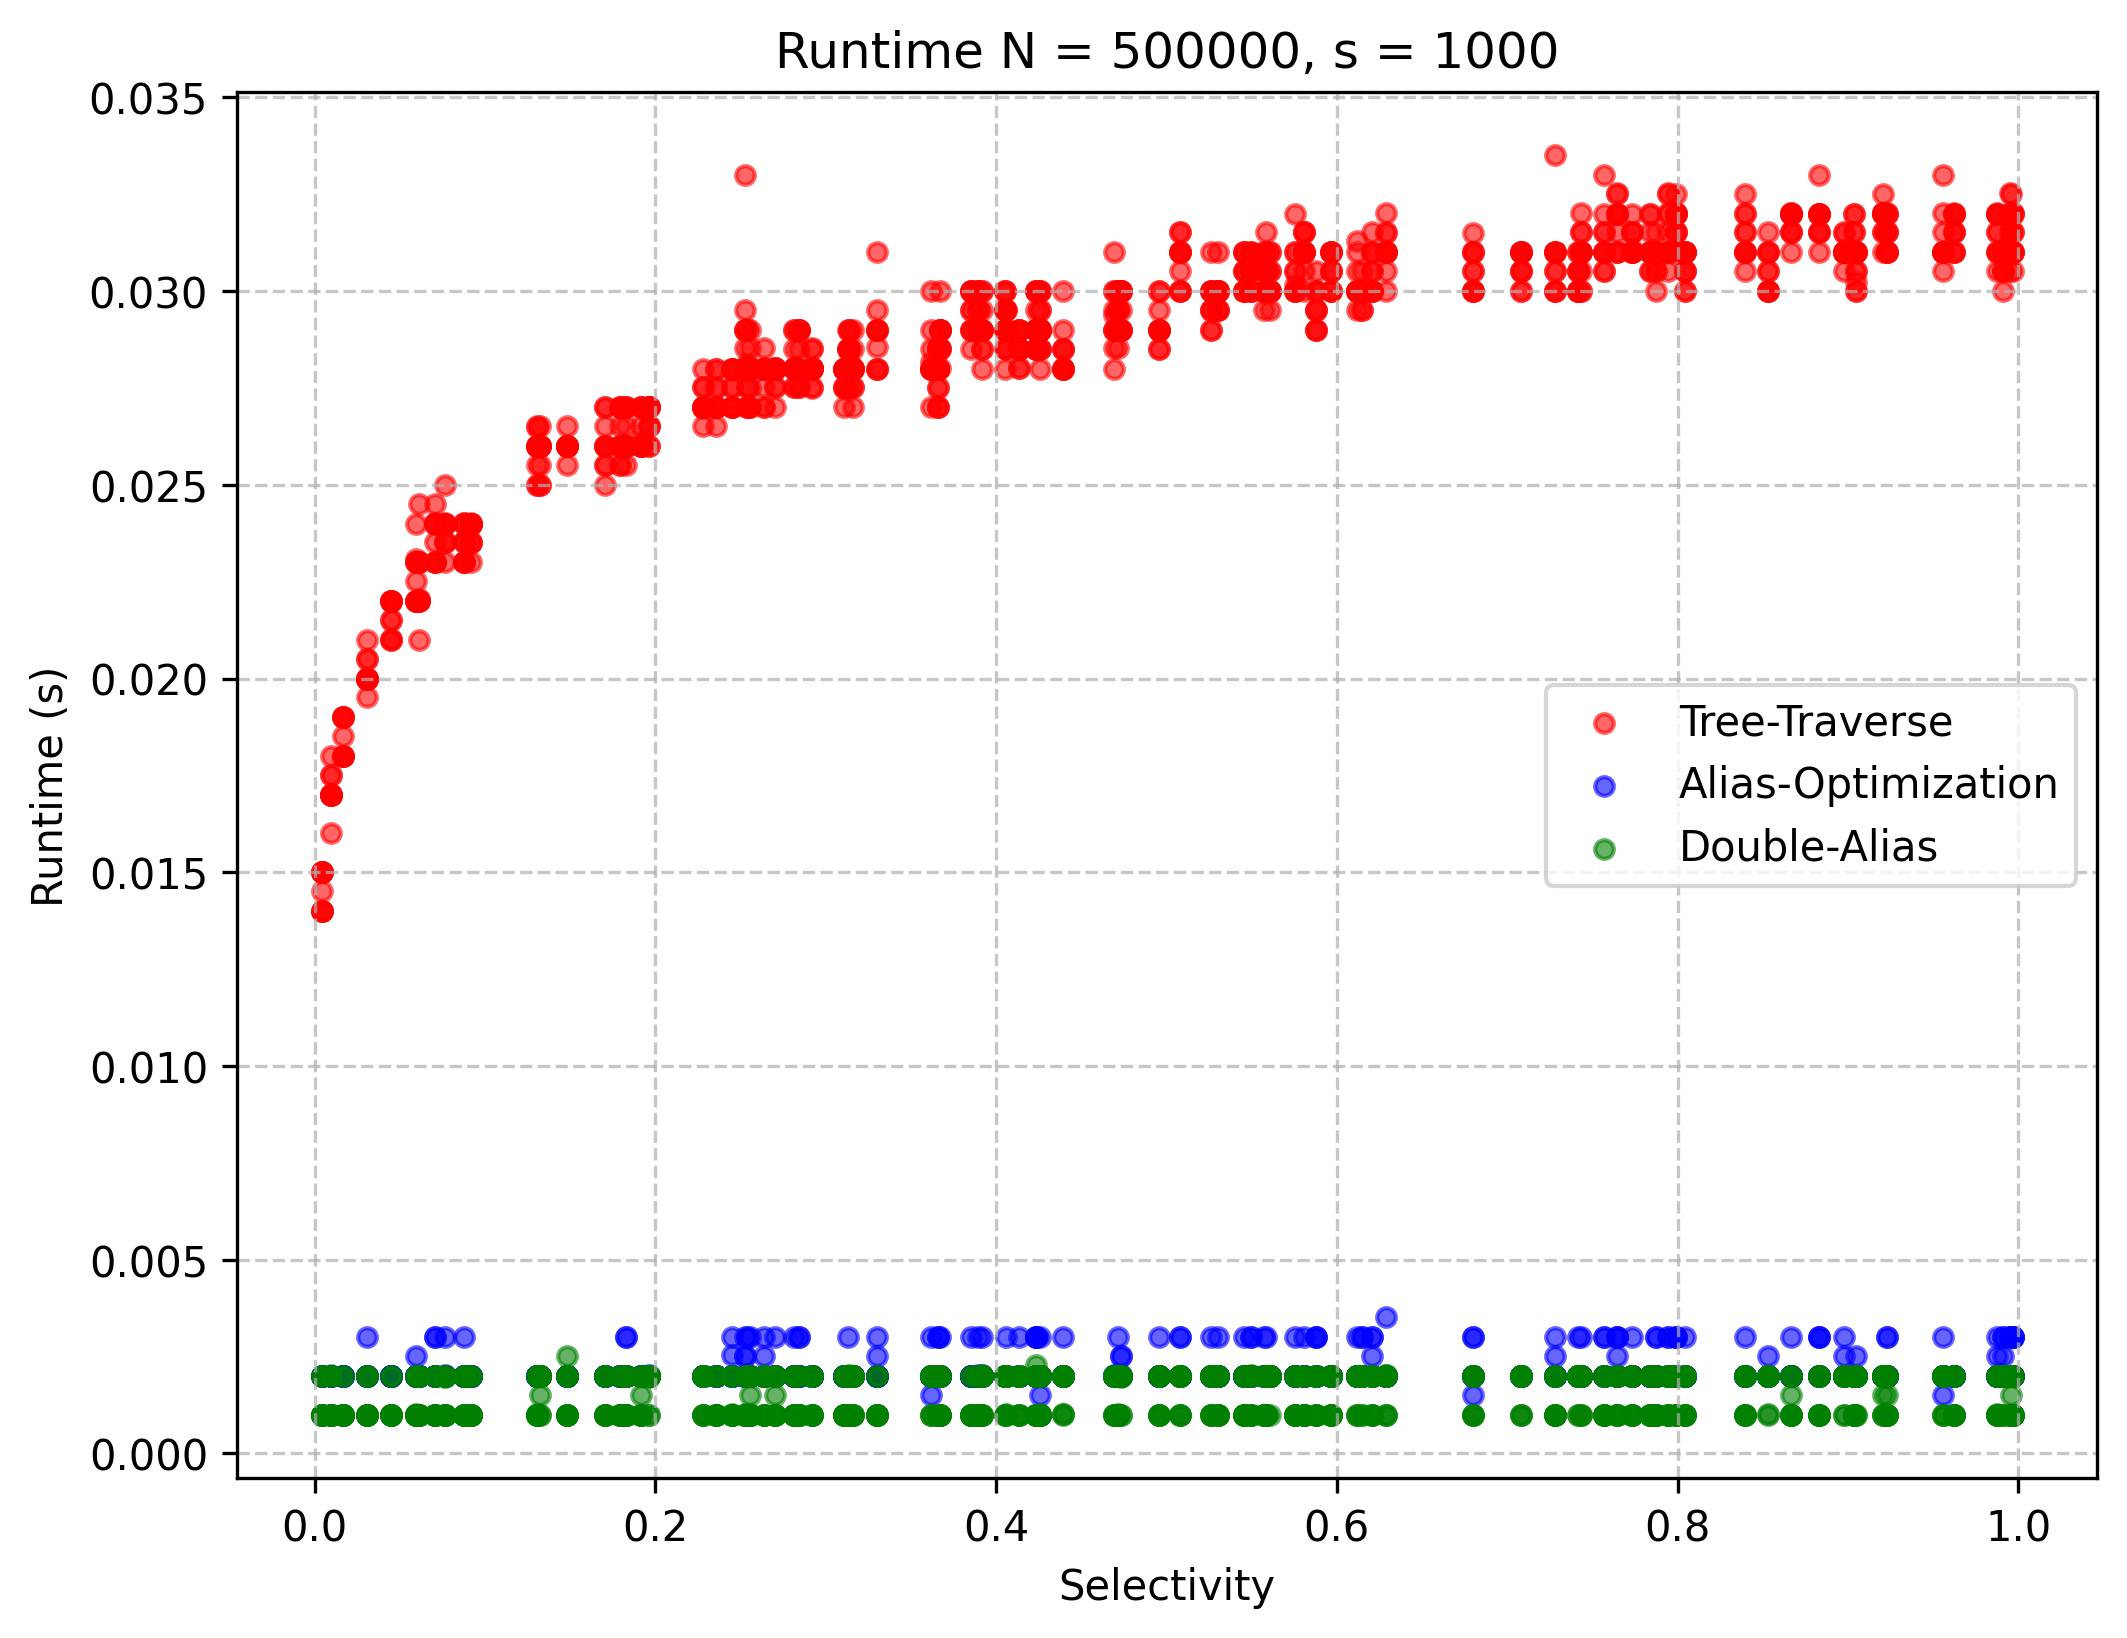 Runtime N = 500000, s = 1000
Runtime (s)
0.035
0.030
0.025
0.020
0.015
0.010
0.005
0.000
Tree-Traverse
Alias-Optimization
Double-Alias
0.0 0.2 0.4 0.6 0.8 1.0
Selectivity